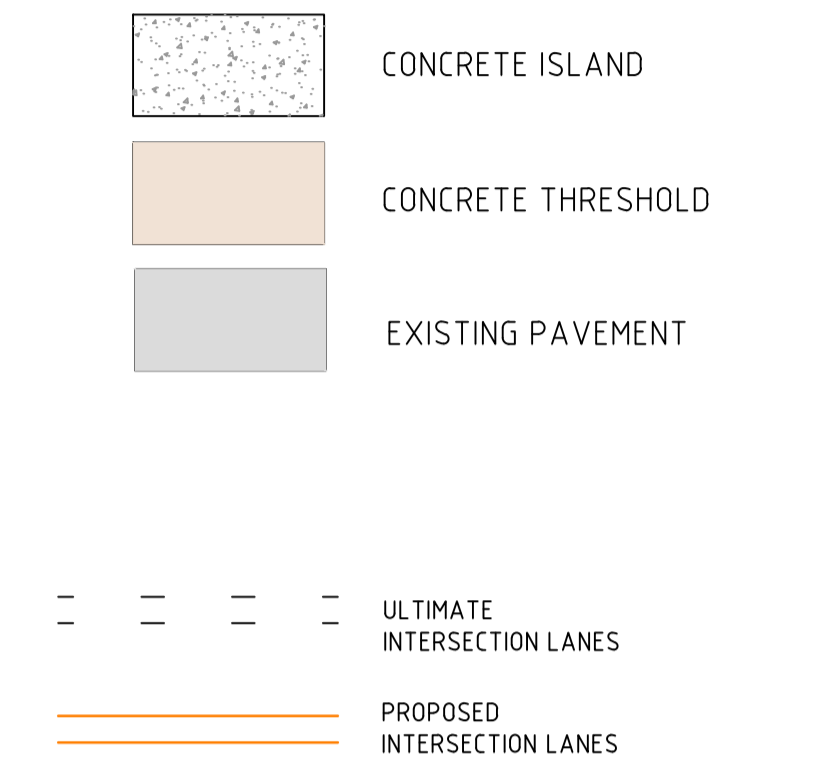 CONCRETE ISLAND
CONCRETE THRESHOLD
EXISTING PAVEMENT
ULTIMATE
INTERSECTION LANES
PROPOSED
INTERSECTION LANES